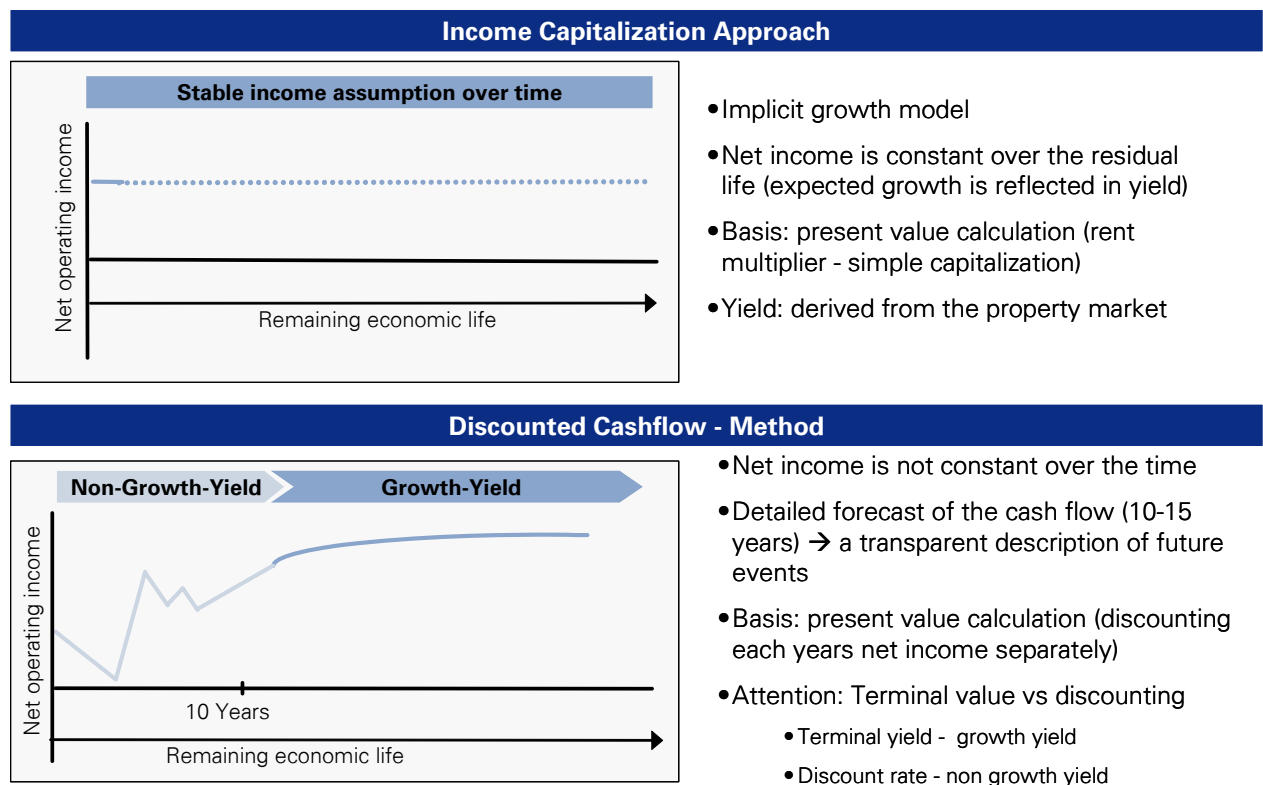 Income Capitalization Approach
Stable income assumption over time
Net operating income
Remaining economic life
•Implicit growth model
•Net income is constant over the residual
life (expected growth is reflected in yield)
•Basis: present value calculation (rent
multiplier - simple capitalization)
•Yield: derived from the property market
Discounted Cashflow - Method
Non-Growth-Yield
Growth-Yield
Net operating income
10 Years
Remaining economic life
•Net income is not constant over the time
•Detailed forecast of the cash flow (10-15
years) → a transparent description of future
events
•Basis: present value calculation (discounting
each years net income separately)
•Attention: Terminal value vs discounting
•Terminal yield - growth yield
•Discount rate - non growth yield